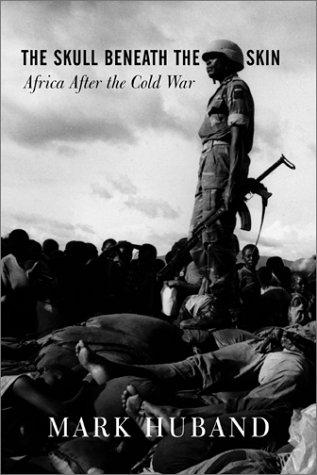 THE SKULL BENEATH THE SKIN
Africa After the Cold War
MARK HUBAND